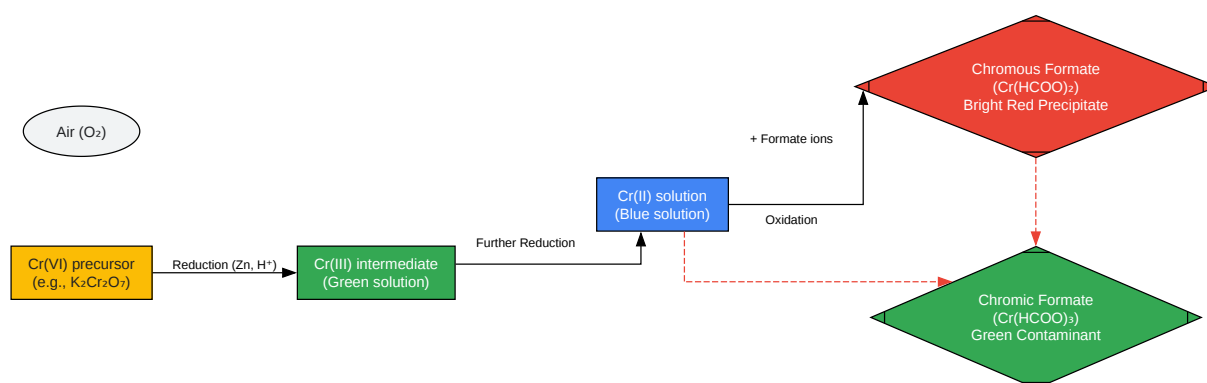 Chromous Formate
(Cr(HCOO)₂)
Bright Red Precipitate
Air (O₂)
+ Formate ions
Cr(II) solution
(Blue solution)
Oxidation
Further Reduction
Cr(VI) precursor
(e.g., K₂Cr₂O₇)
Reduction (Zn, H⁺)
Cr(III) intermediate
(Green solution)
Chromic Formate
(Cr(HCOO)₃)
Green Contaminant